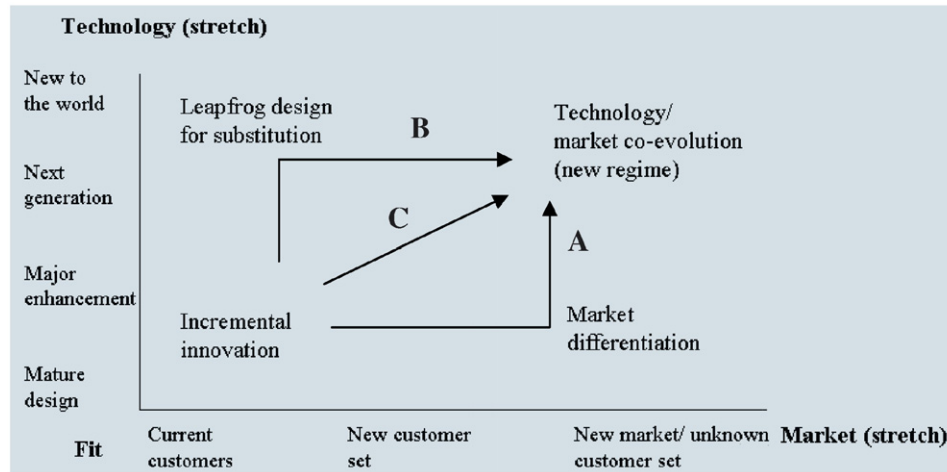 Technology (stretch)
New to
the world
Leapfrog design
for substitution
B
Technology/
market co-evolution
(new regime)
Next
generation
C
A
Major
enhancement
Incremental
innovation
Market
differentiation
Mature
design
Fit
Current
customers
New customer
set
New market/ unknown
customer set
Market (stretch)